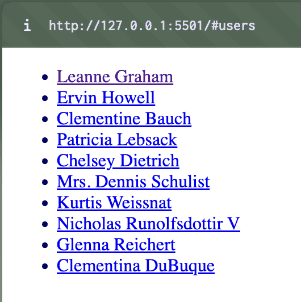 i http://127.0.0.1:5501/#users
Leanne Graham
Ervin Howell
Clementine Bauch
Patricia Lebsack
Chelsey Dietrich
Mrs. Dennis Schulist
Kurtis Weissnat
Nicholas Runolfsdottir V
Glenna Reichert
Clementina DuBuque